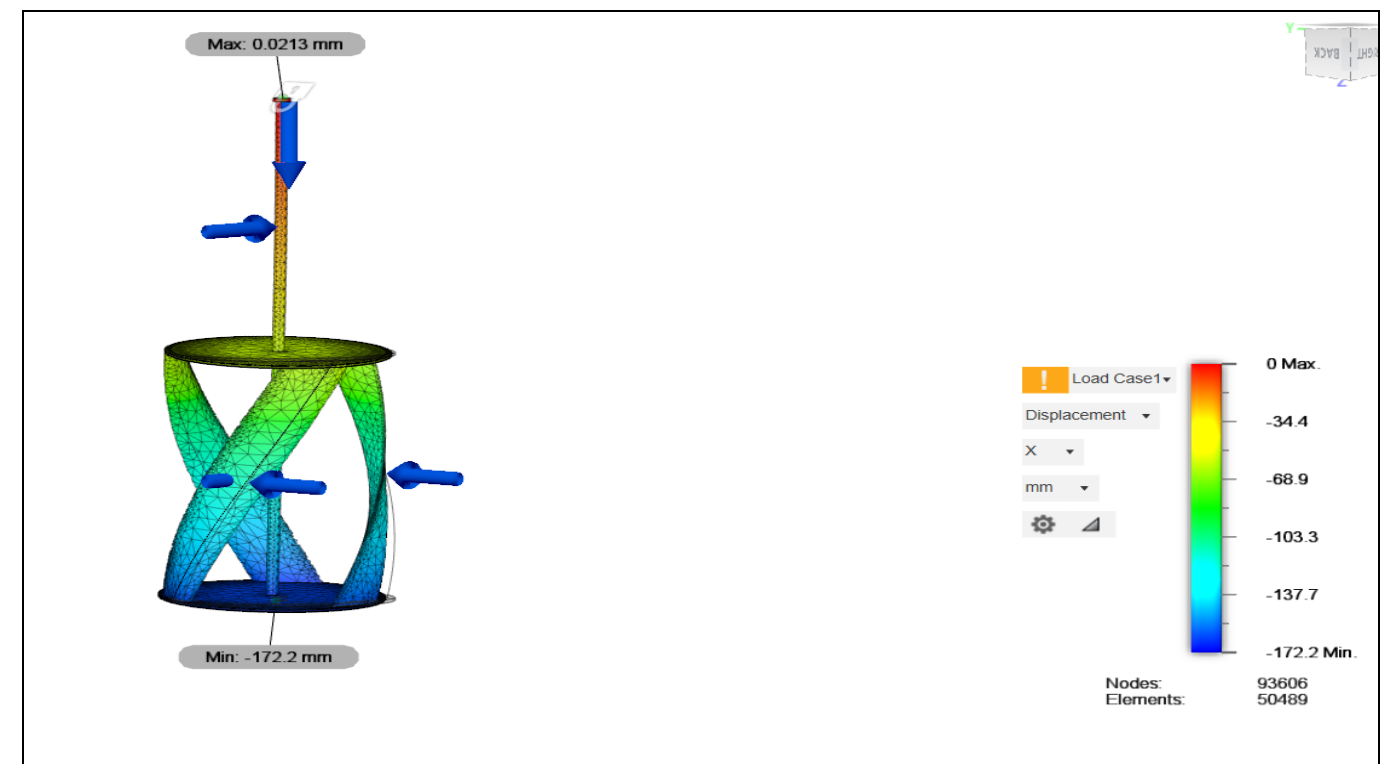 Max: 0.0213 mm
Y
BACK
Z
0 Max.
! Load Case1
-34.4
Displacement
X
-68.9
mm
-103.3
-137.7
Min: -172.2 mm
-172.2 Min.
Nodes: 93606
Elements: 50489